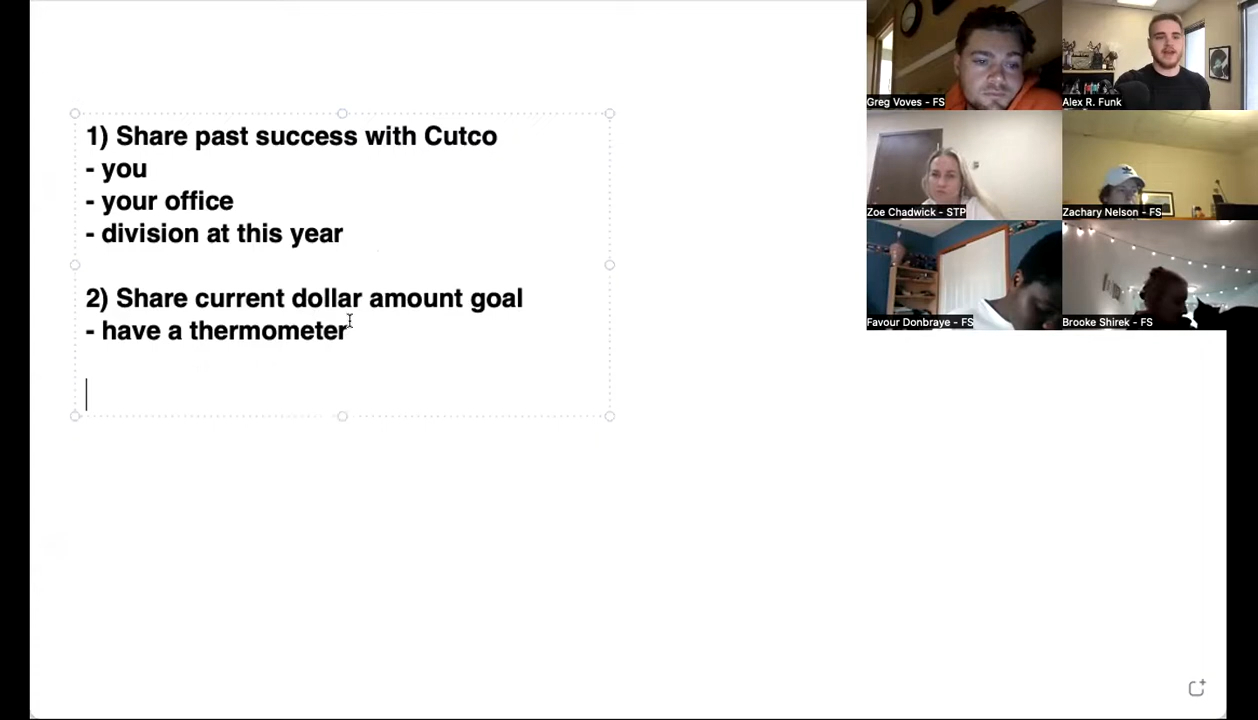 1) Share past success with Cutco
- you
- your office
- division at this year
2) Share current dollar amount goal
- have a thermometer
Greg Voves - FS
Alex R. Funk
Zoe Chadwick - STP
Zachary Nelson - FS
Favour Donbraye - FS
Brooke Shirek - FS